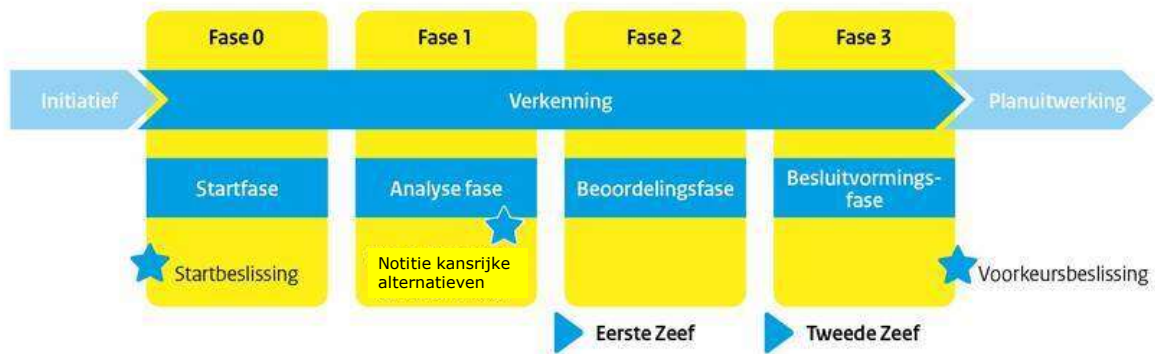 Fase 0
Fase 1
Fase 2
Fase 3
Initiatief
Verkenning
Planuitwerking
Startfase
Analyse fase
Beoordelingsfase
Besluitvormings-
fase
Startbeslissing
Notitie kansrijke
alternatieven
Voorkeursbeslissing
Eerste Zeef
Tweede Zeef